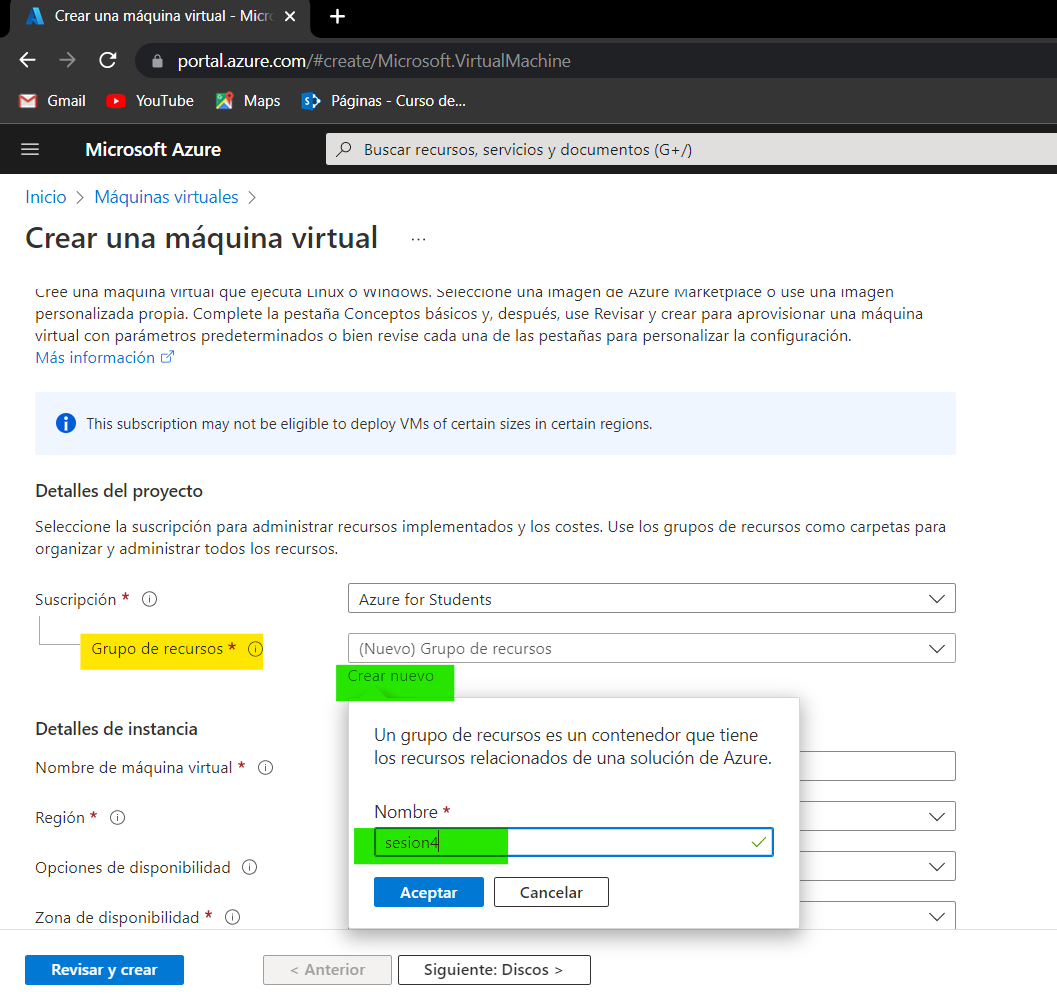 Crear una máquina virtual - Micro
portal.azure.com/#create/Microsoft.VirtualMachine
Gmail YouTube Maps Páginas - Curso de...
Microsoft Azure Buscar recursos, servicios y documentos (G+/)
Inicio > Máquinas virtuales >
Crear una máquina virtual ...
Cree una máquina virtual que ejecuta Linux o Windows. Seleccione una imagen de Azure Marketplace o use una imagen
personalizada propia. Complete la pestaña Conceptos básicos y, después, use Revisar y crear para aprovisionar una máquina
virtual con parámetros predeterminados o bien revise cada una de las pestañas para personalizar la configuración.
Más información
This subscription may not be eligible to deploy VMs of certain sizes in certain regions.
Detalles del proyecto
Seleccione la suscripción para administrar recursos implementados y los costes. Use los grupos de recursos como carpetas para
organizar y administrar todos los recursos.
Suscripción * Azure for Students
Grupo de recursos * (Nuevo) Grupo de recursos
Crear nuevo
Un grupo de recursos es un contenedor que tiene
los recursos relacionados de una solución de Azure.
Nombre *
sesion4
Aceptar Cancelar
Detalles de instancia
Nombre de máquina virtual *
Región *
Opciones de disponibilidad
Zona de disponibilidad *
Revisar y crear < Anterior Siguiente: Discos >